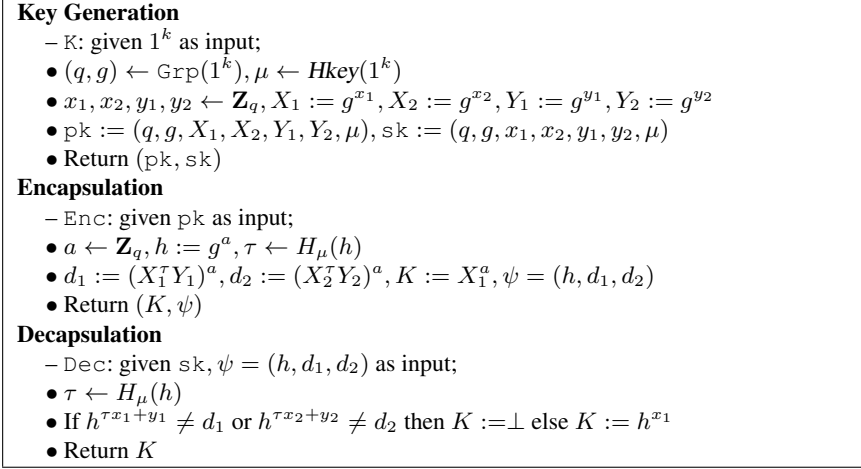 Key Generation
– K: given 1^k as input;
• (q, g) ← Grp(1^k), μ ← Hkey(1^k)
• x_1, x_2, y_1, y_2 ← Z_q, X_1 := g^{x_1}, X_2 := g^{x_2}, Y_1 := g^{y_1}, Y_2 := g^{y_2}
• pk := (q, g, X_1, X_2, Y_1, Y_2, μ), sk := (q, g, x_1, x_2, y_1, y_2, μ)
• Return (pk, sk)
Encapsulation
– Enc: given pk as input;
• a ← Z_q, h := g^a, τ ← H_μ(h)
• d_1 := (X_1^τ Y_1)^a, d_2 := (X_2^τ Y_2)^a, K := X_1^a, ψ = (h, d_1, d_2)
• Return (K, ψ)
Decapsulation
– Dec: given sk, ψ = (h, d_1, d_2) as input;
• τ ← H_μ(h)
• If h^{τx_1+y_1} ≠ d_1 or h^{τx_2+y_2} ≠ d_2 then K :=⊥ else K := h^{x_1}
• Return K